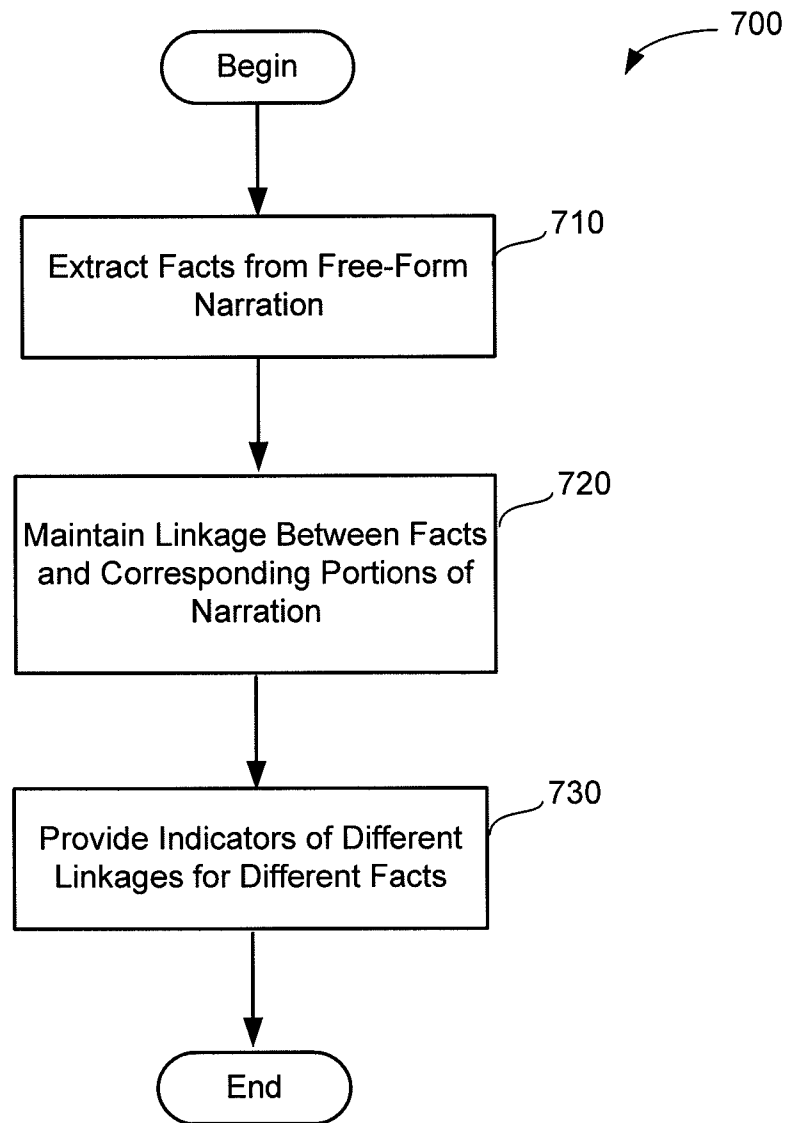 700
Begin
710
Extract Facts from Free-Form
Narration
720
Maintain Linkage Between Facts
and Corresponding Portions of
Narration
730
Provide Indicators of Different
Linkages for Different Facts
End